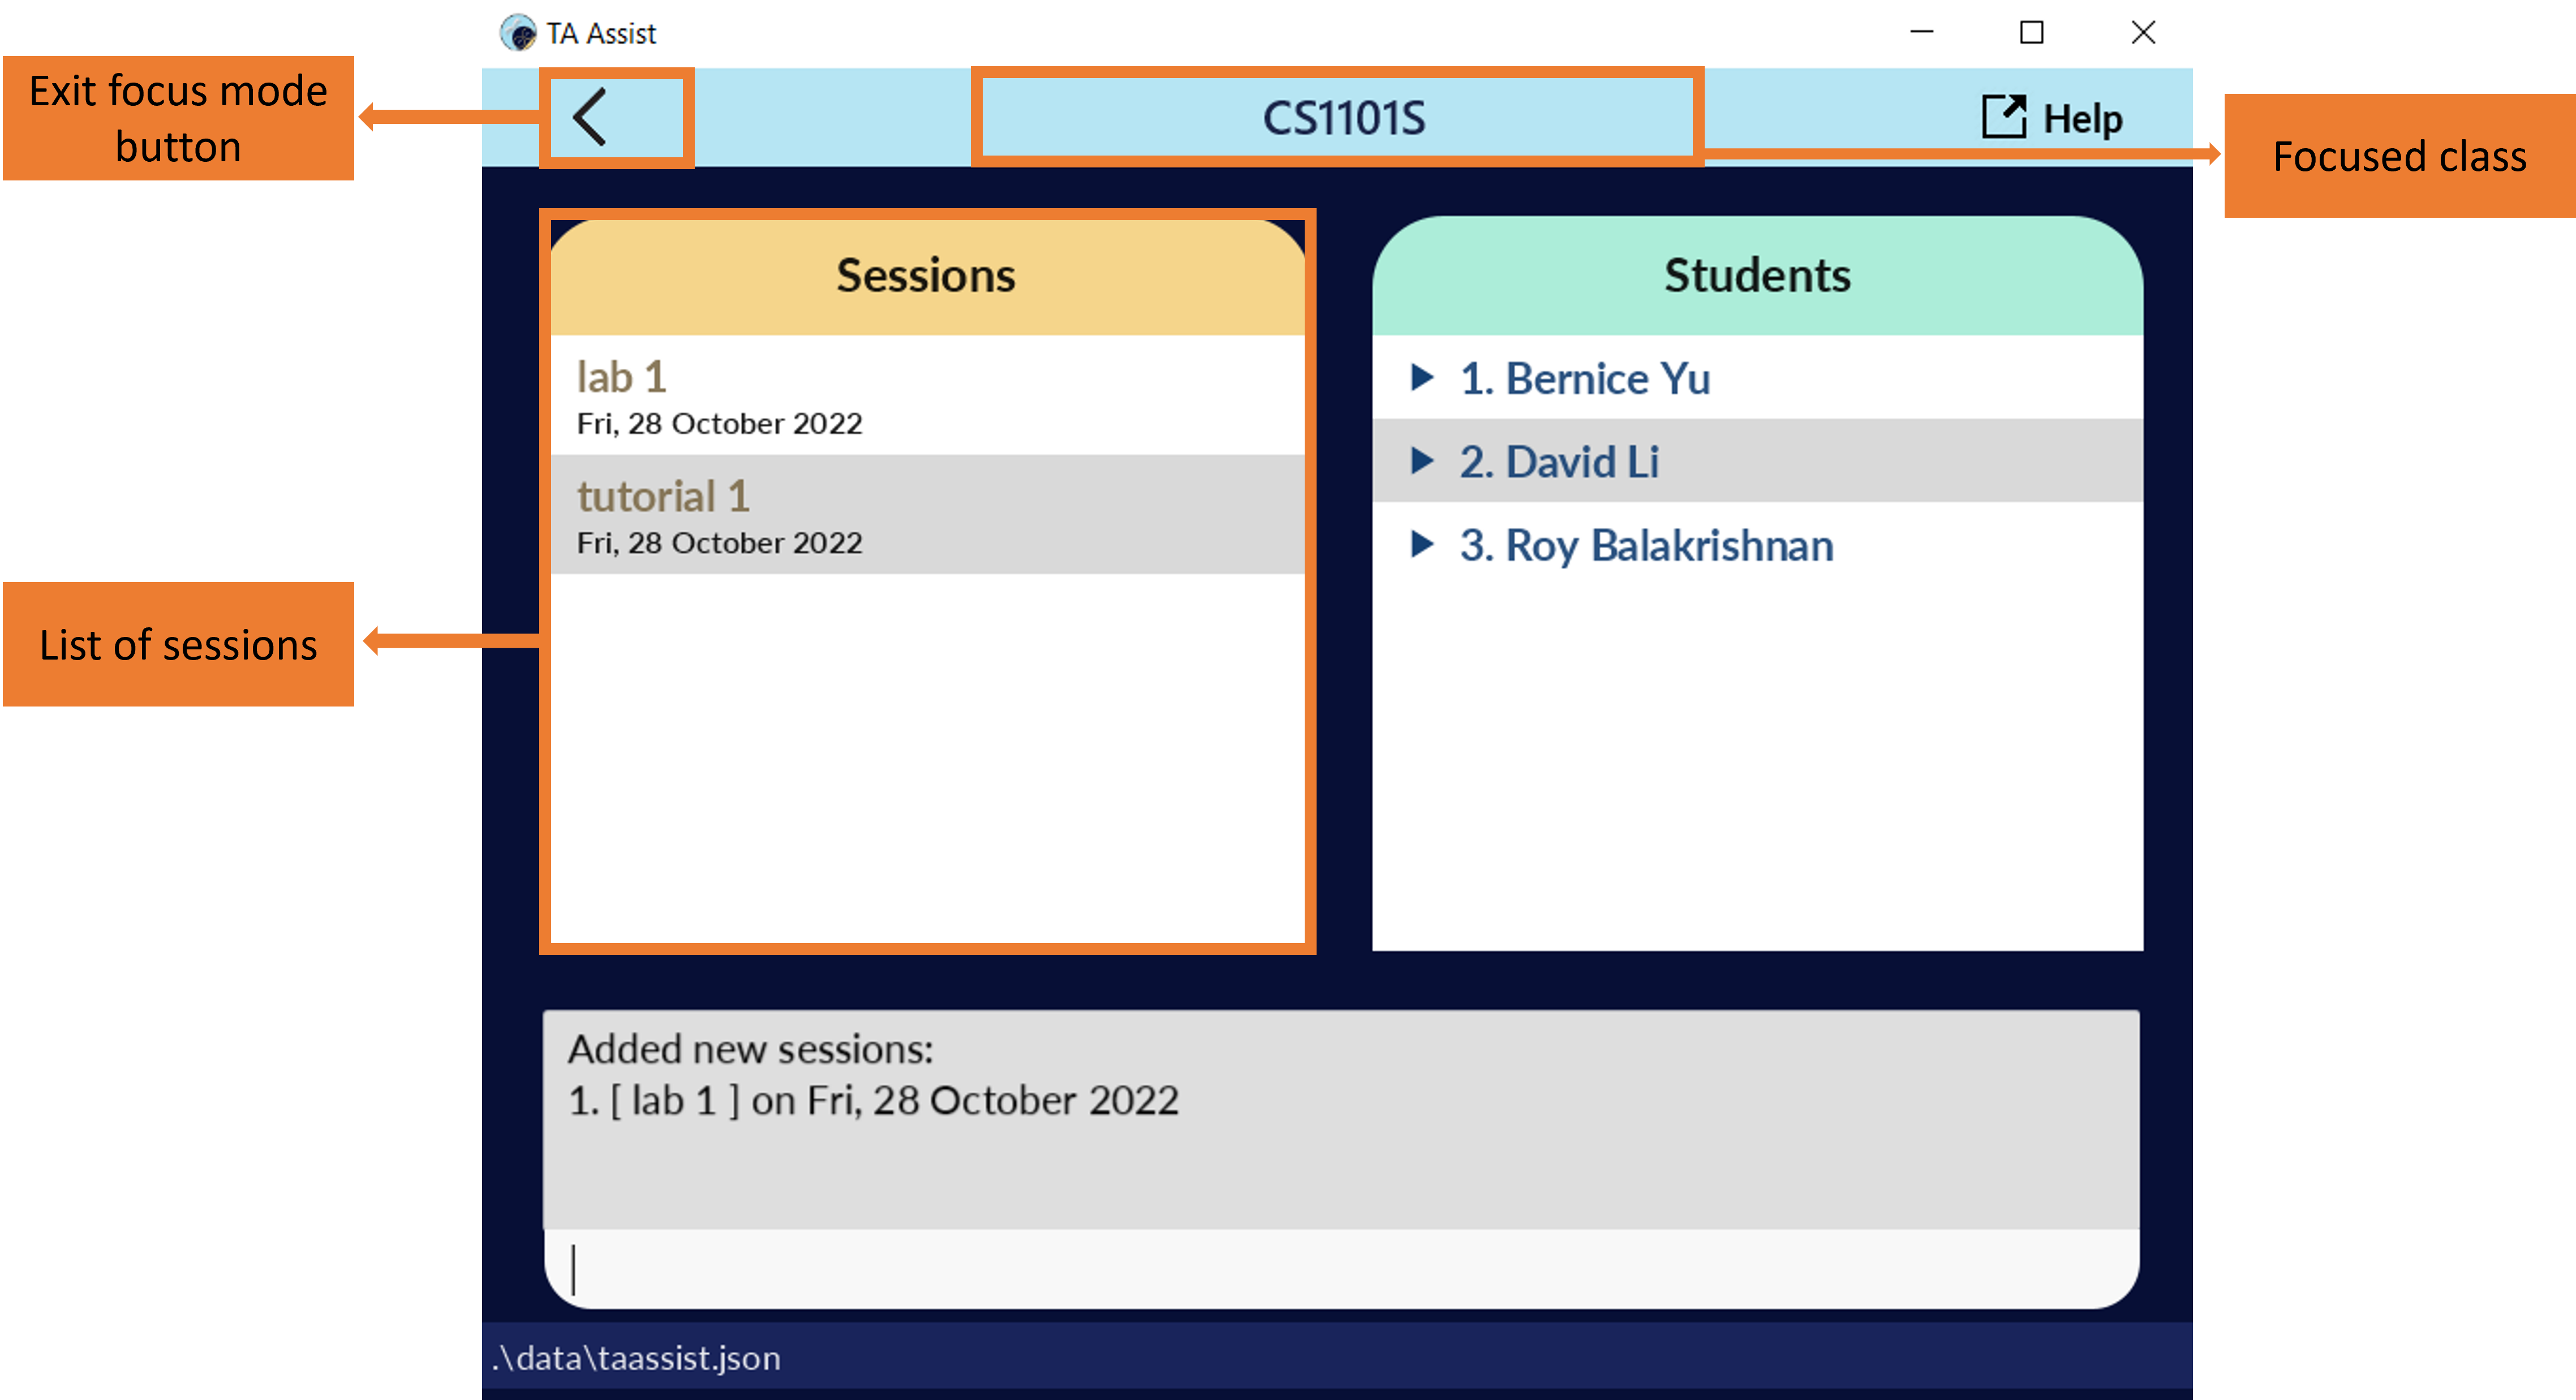 TA Assist
Exit focus mode
button
CS1101S
Help
Focused class
Sessions
lab 1
Fri, 28 October 2022
tutorial 1
Fri, 28 October 2022
List of sessions
Students
1. Bernice Yu
2. David Li
3. Roy Balakrishnan
Added new sessions:
1. [ lab 1 ] on Fri, 28 October 2022
.\data\taassist.json